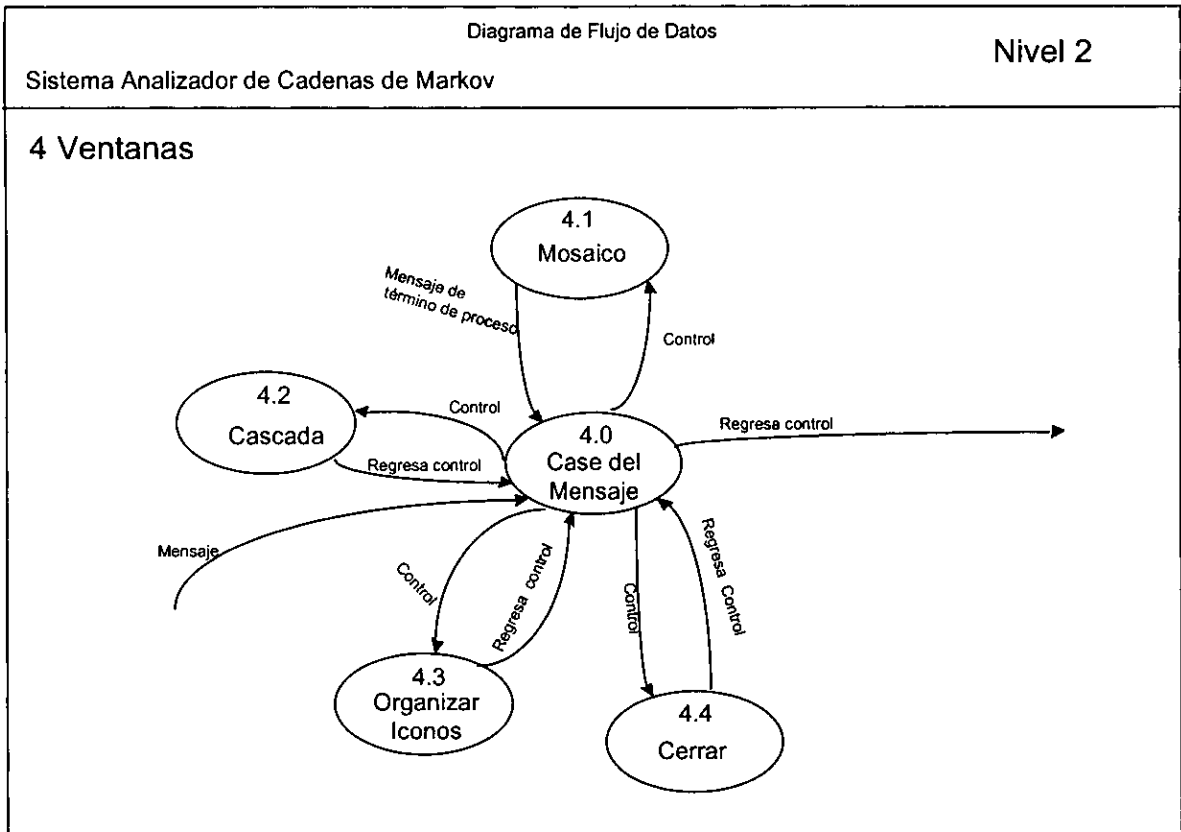 Diagrama de Flujo de Datos
Nivel 2
Sistema Analizador de Cadenas de Markov
4 Ventanas
4.1
Mosaico
Mensaje de
término de proceso
Control
4.2
Cascada
Control
Regresa control
4.0
Case del
Mensaje
Regresa control
Mensaje
Control
Regresa control
Control
Regresa Control
4.3
Organizar
Iconos
4.4
Cerrar